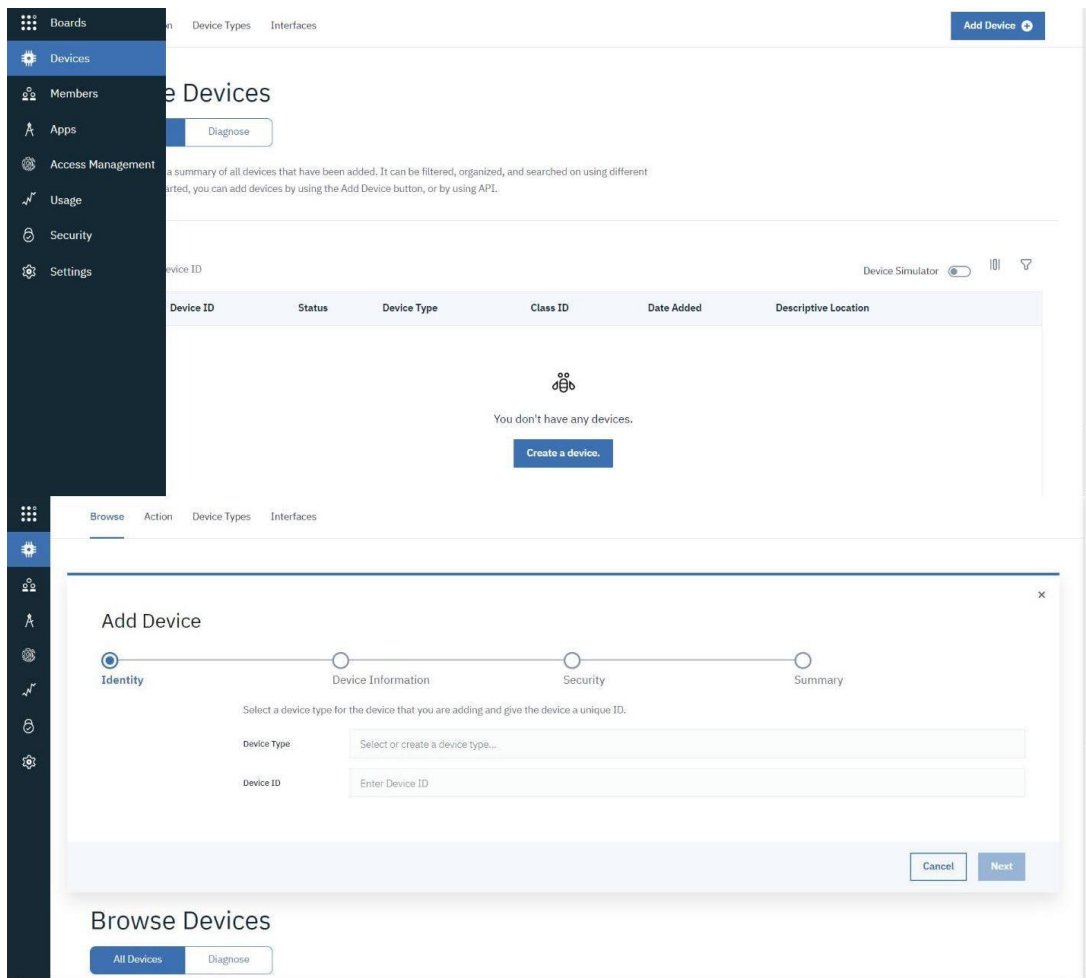 Boards
n Device Types Interfaces
Add Device
Devices
Members
e Devices
Apps
Diagnose
Access Management
a summary of all devices that have been added. It can be filtered, organized, and searched on using different
arted, you can add devices by using the Add Device button, or by using API.
Usage
Security
Settings
evice ID
Device Simulator
Device ID Status Device Type Class ID Date Added Descriptive Location
You don't have any devices.
Create a device.
Browse Action Device Types Interfaces
Add Device
Identity Device Information Security Summary
Select a device type for the device that you are adding and give the device a unique ID.
Device Type Select or create a device type...
Device ID Enter Device ID
Cancel Next
Browse Devices
All Devices Diagnose